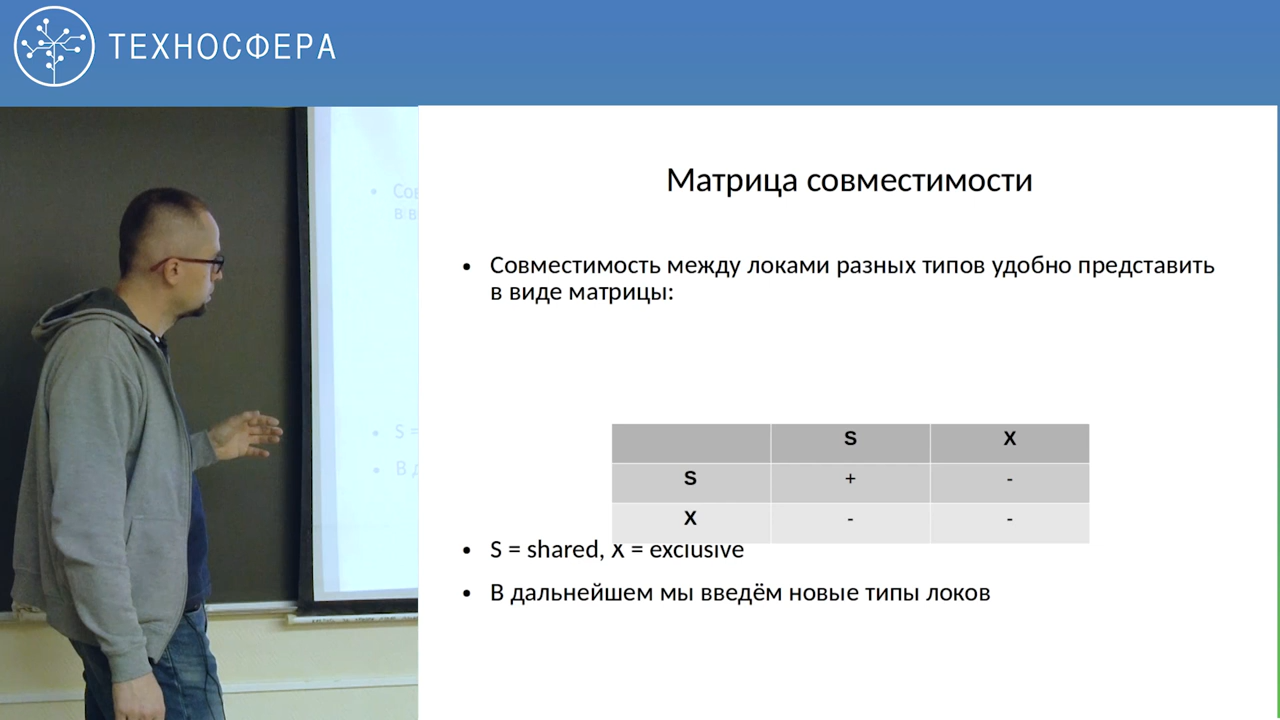 ТЕХНОСФЕРА
Матрица совместимости
• Совместимость между локами разных типов удобно представить
в виде матрицы:
S X
S + -
X - -
• S = shared, X = exclusive
• В дальнейшем мы введём новые типы локов
• Сов
в в
• S =
• В д